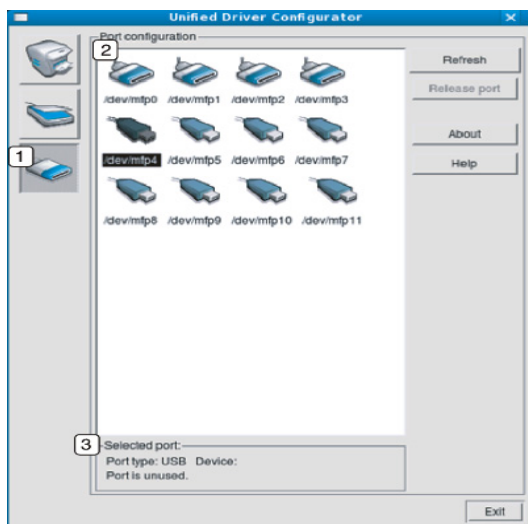 Unified Driver Configurator
Port configuration
2
Refresh
/dev/mfp0 /dev/mfp1 /dev/mfp2 /dev/mfp3
Release port
About
1
/dev/mfp4 /dev/mfp5 /dev/mfp6 /dev/mfp7
Help
/dev/mfp8 /dev/mfp9 /dev/mfp10 /dev/mfp11
3
Selected port:
Port type: USB Device:
Port is unused.
Exit